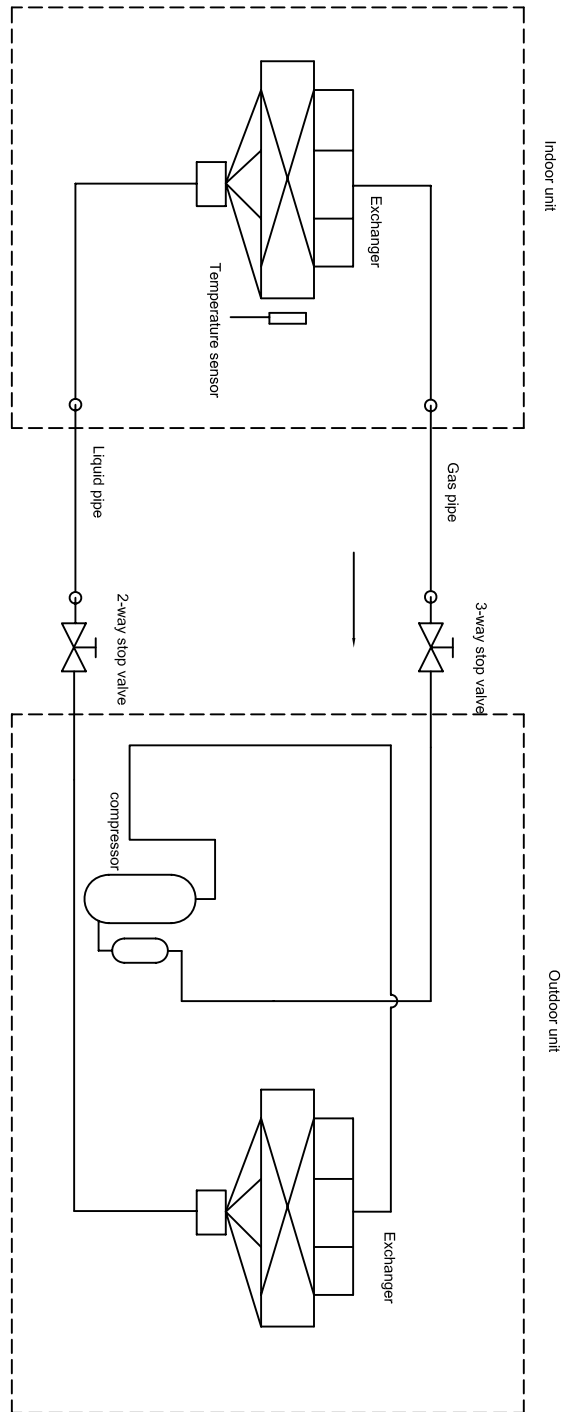 Indoor unit
Exchanger
Temperature sensor
Liquid pipe
Gas pipe
2-way stop valve
3-way stop valve
compressor
Outdoor unit
Exchanger